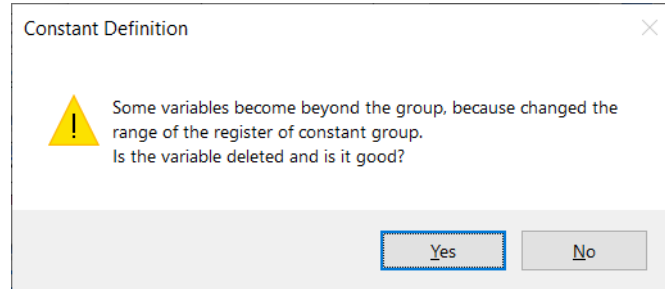 Constant Definition
Some variables become beyond the group, because changed the
range of the register of constant group.
Is the variable deleted and is it good?
Yes
No